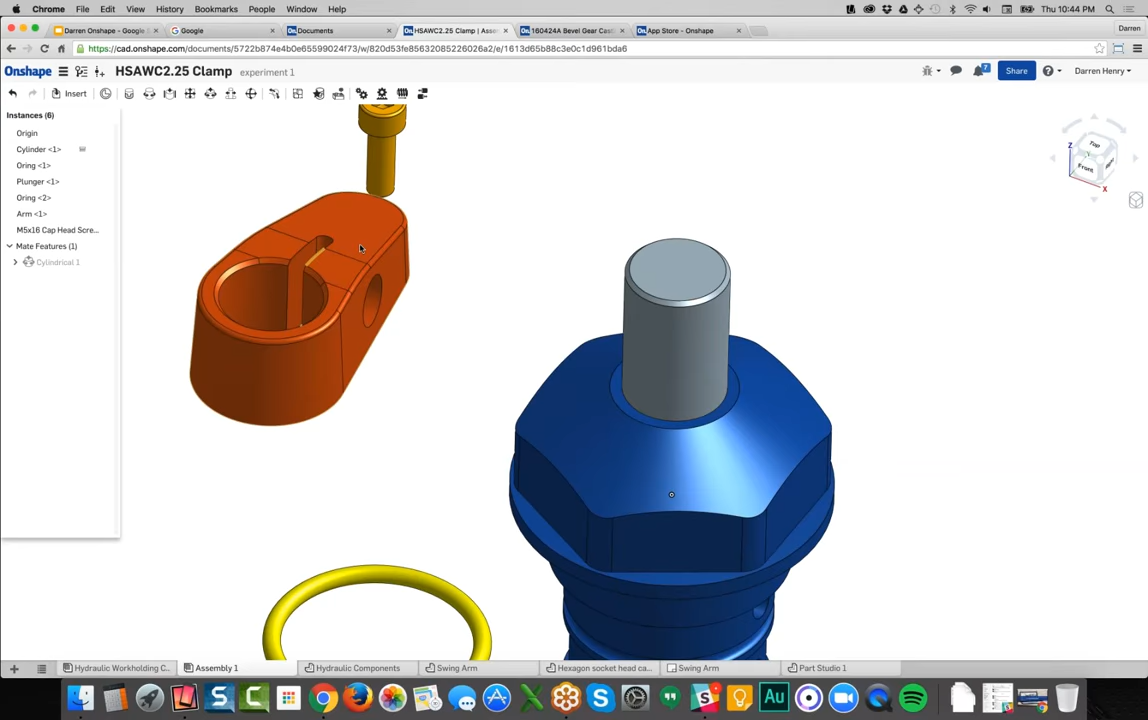 Chrome File Edit View History Bookmarks People Window Help
Thu 10:44 PM
Darren Onshape - Google
Google
Documents
HSAWC2.25 Clamp | Asse
160424A Bevel Gear Cas
App Store - Onshape
Darren
https://cad.onshape.com/documents/5722b874e4b0e65599024f73/w/820d53fe85632085226026a2/e/1613d65b88c3e0c1d961bda6
Onshape HSAWC2.25 Clamp experiment 1
7 Share Darren Henry
Insert
Instances (6)
Origin
Cylinder <1>
Oring <1>
Plunger <1>
Oring <2>
Arm <1>
M5x16 Cap Head Scre...
Mate Features (1)
Cylindrical 1
Top
Front
Z
X
Hydraulic Workholding C... Assembly 1 Hydraulic Components Swing Arm Hexagon socket head ca... Swing Arm Part Studio 1